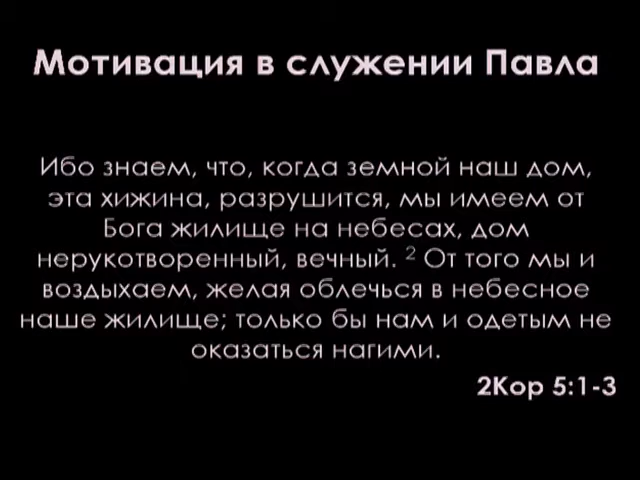 Мотивация в служении Павла
Ибо знаем, что, когда земной наш дом,
эта хижина, разрушится, мы имеем от
Бога жилище на небесах, дом
нерукотворенный, вечный. ² От того мы и
воздыхаем, желая облечься в небесное
наше жилище; только бы нам и одетым не
оказаться нагими.
2Кор 5:1-3